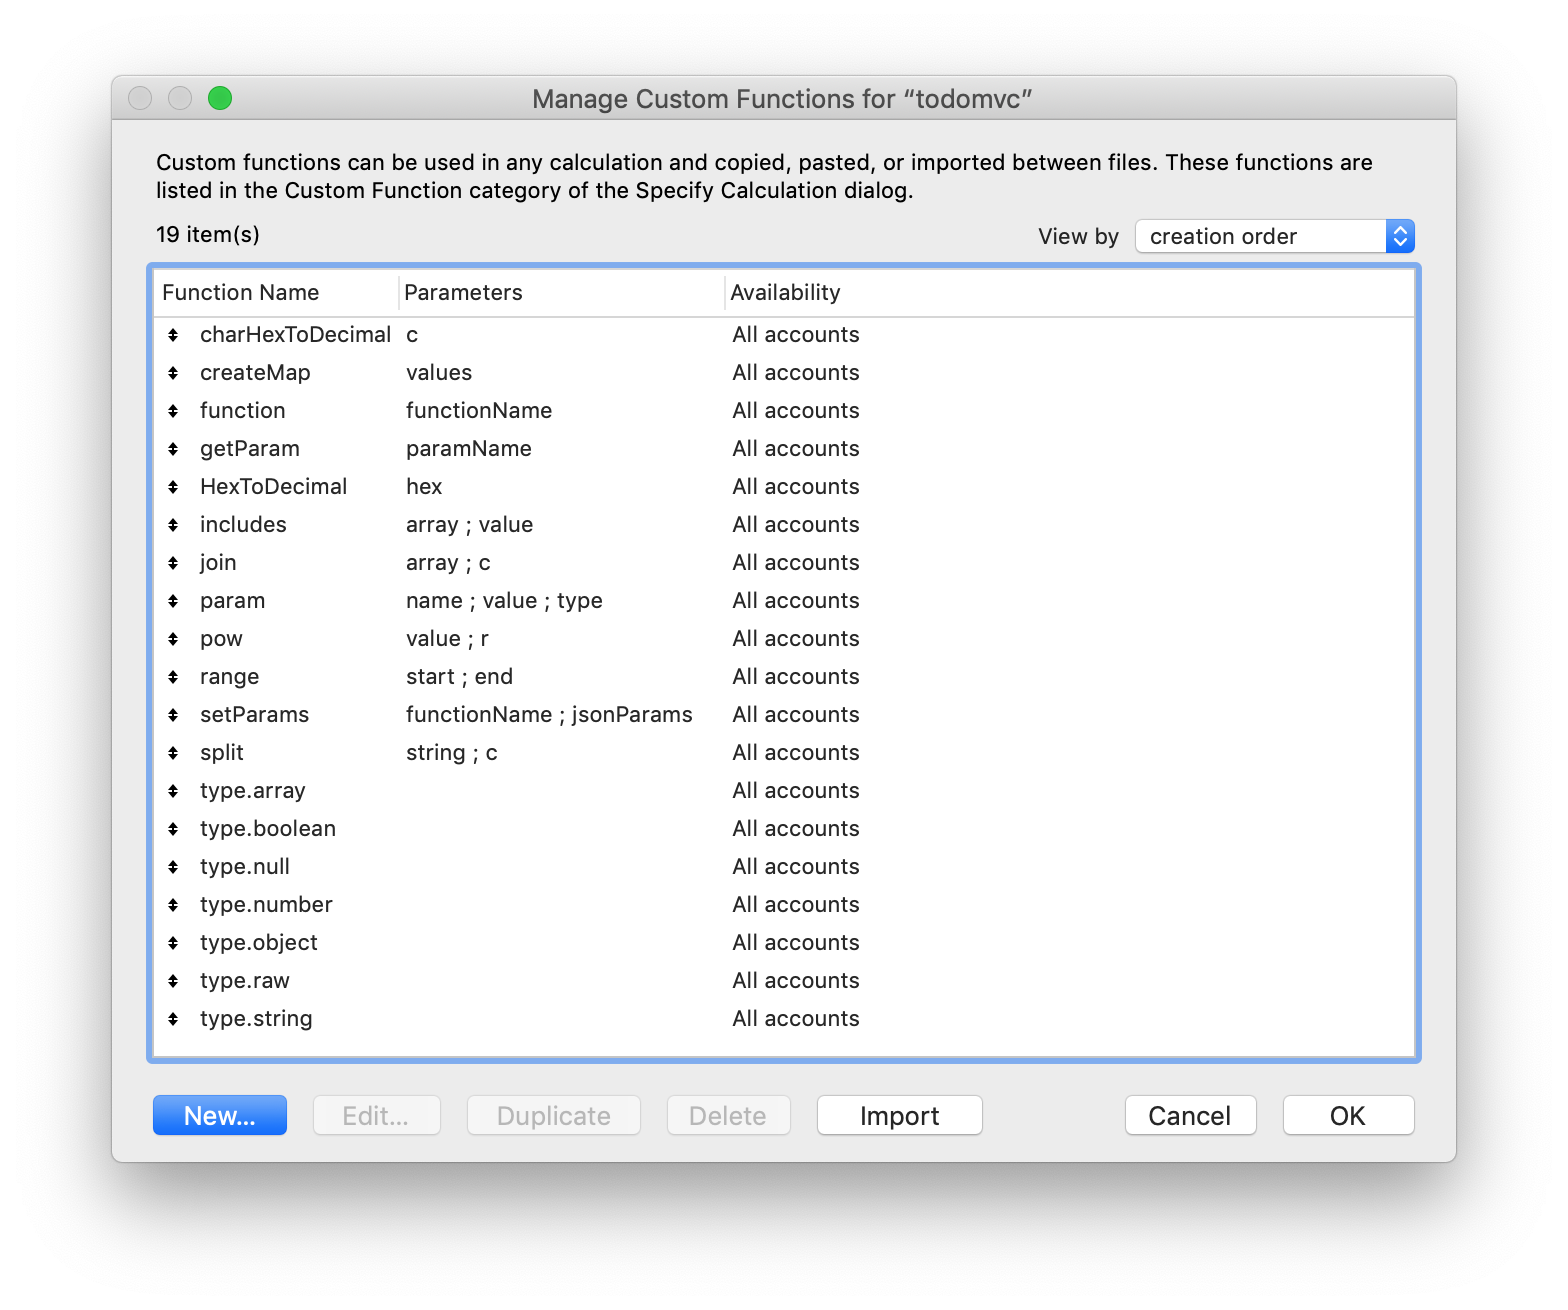 Manage Custom Functions for “todomvc”
Custom functions can be used in any calculation and copied, pasted, or imported between files. These functions are
listed in the Custom Function category of the Specify Calculation dialog.
19 item(s) View by creation order
Function Name Parameters Availability
charHexToDecimal c All accounts
createMap values All accounts
function functionName All accounts
getParam paramName All accounts
HexToDecimal hex All accounts
includes array ; value All accounts
join array ; c All accounts
param name ; value ; type All accounts
pow value ; r All accounts
range start ; end All accounts
setParams functionName ; jsonParams All accounts
split string ; c All accounts
type.array All accounts
type.boolean All accounts
type.null All accounts
type.number All accounts
type.object All accounts
type.raw All accounts
type.string All accounts
New... Edit... Duplicate Delete Import Cancel OK